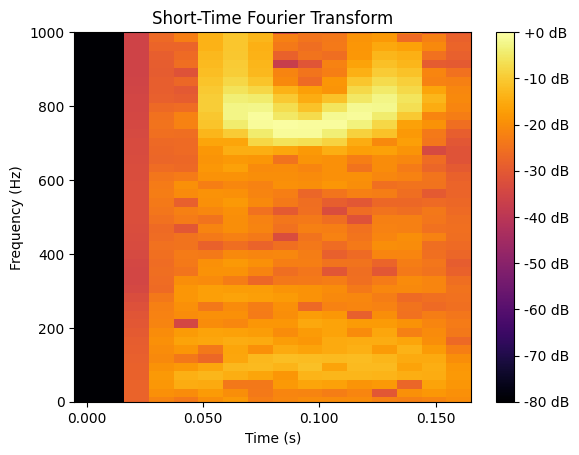 Short-Time Fourier Transform
1000
800
600
400
200
0
Frequency (Hz)
0.000
0.050
0.100
0.150
Time (s)
+0 dB
-10 dB
-20 dB
-30 dB
-40 dB
-50 dB
-60 dB
-70 dB
-80 dB